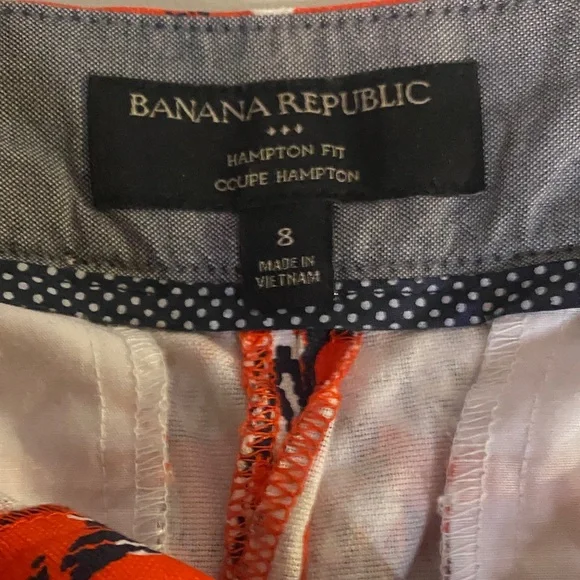 BANANA REPUBLIC
HAMPTON FIT
COUPE HAMPTON
8
MADE IN
VIETNAM